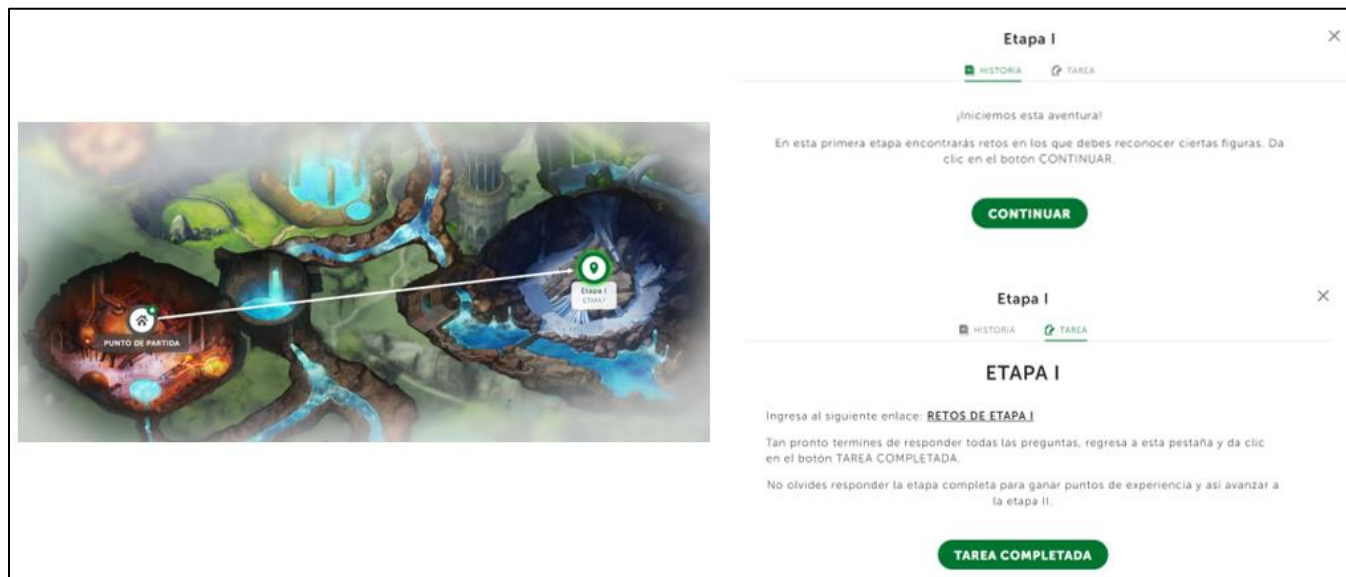 PUNTO DE PARTIDA
Etapa I
ETAPA I
Etapa I
HISTORIA TAREA
¡Iniciemos esta aventura!
En esta primera etapa encontrarás retos en los que debes reconocer ciertas figuras. Da
clic en el botón CONTINUAR.
CONTINUAR
Etapa I
HISTORIA TAREA
ETAPA I
Ingresa al siguiente enlace: RETOS DE ETAPA I
Tan pronto termines de responder todas las preguntas, regresa a esta pestaña y da clic
en el botón TAREA COMPLETADA.
No olvides responder la etapa completa para ganar puntos de experiencia y así avanzar a
la etapa II.
TAREA COMPLETADA